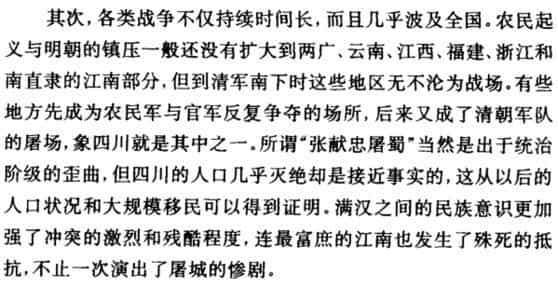 其次,各类战争不仅持续时间长,而且几乎波及全国。农民起
义与明朝的镇压一般还没有扩大到两广、云南、江西、福建、浙江和
南直隶的江南部分,但到清军南下时这些地区无不沦为战场。有些
地方先成为农民军与官军反复争夺的场所,后来又成了清朝军队
的屠场,象四川就是其中之一。所谓“张献忠屠蜀”当然是出于统治
阶级的歪曲,但四川的人口几乎灭绝却是接近事实的,这从以后的
人口状况和大规模移民可以得到证明。满汉之间的民族意识更加
强了冲突的激烈和残酷程度,连最富庶的江南也发生了殊死的抵
抗,不止一次演出了屠城的惨剧。